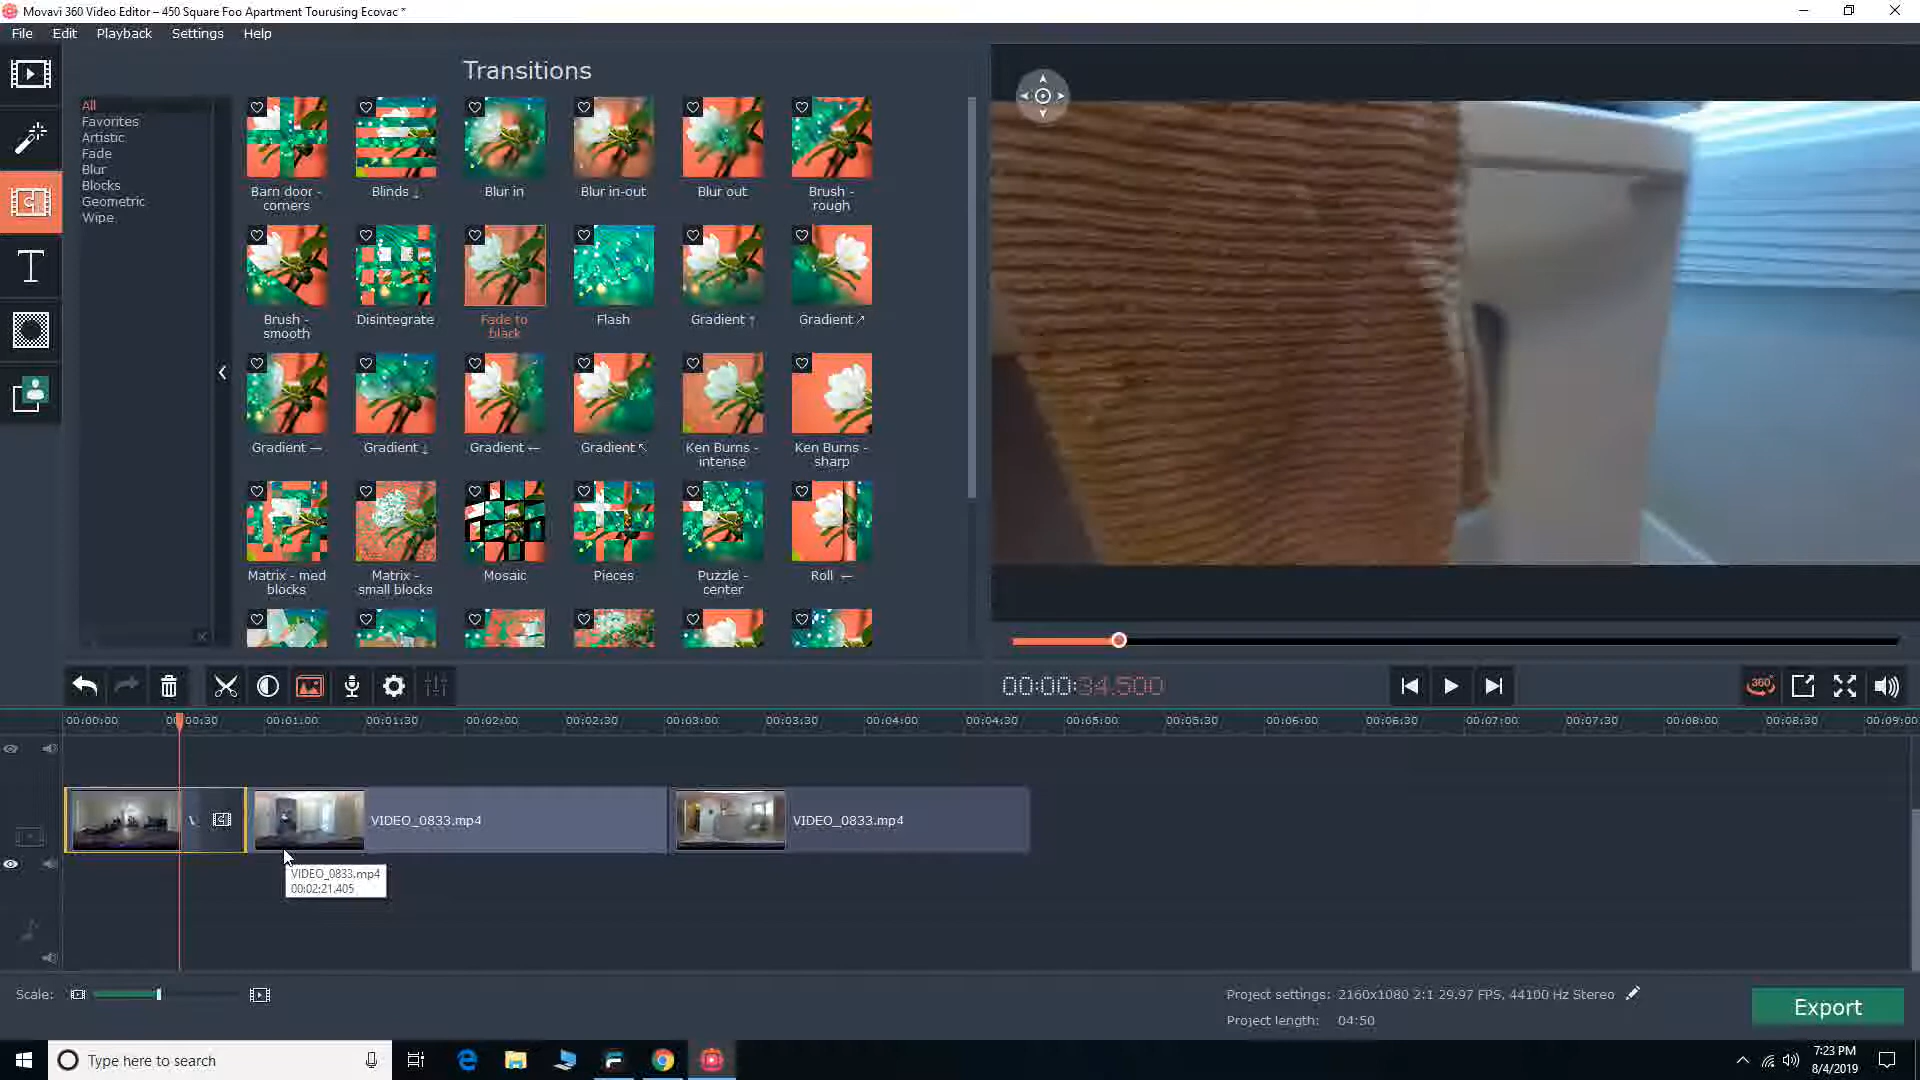 Movavi 360 Video Editor – 450 Square Foo Apartment Tourusing Ecovac *
File Edit Playback Settings Help
Transitions
All
Favorites
Artistic
Fade
Blur
Blocks
Geometric
Wipe
Barn door - corners
Blinds ↓
Blur in
Blur in-out
Blur out
Brush - rough
Brush - smooth
Disintegrate
Fade to black
Flash
Gradient ↑
Gradient ↗
Gradient →
Gradient ↓
Gradient ←
Gradient ↖
Ken Burns - intense
Ken Burns - sharp
Matrix - med blocks
Matrix - small blocks
Mosaic
Pieces
Puzzle - center
Roll ←
00:00:34.500
360°
00:00:00 00:00:30 00:01:00 00:01:30 00:02:00 00:02:30 00:03:00 00:03:30 00:04:00 00:04:30 00:05:00 00:05:30 00:06:00 00:06:30 00:07:00 00:07:30 00:08:00 00:08:30 00:09:00
VIDEO_0833.mp4
VIDEO_0833.mp4
VIDEO_0833.mp4
00:02:21.405
Scale:
Project settings: 2160x1080 2:1 29.97 FPS, 44100 Hz Stereo
Project length: 04:50
Export
Type here to search
7:23 PM
8/4/2019